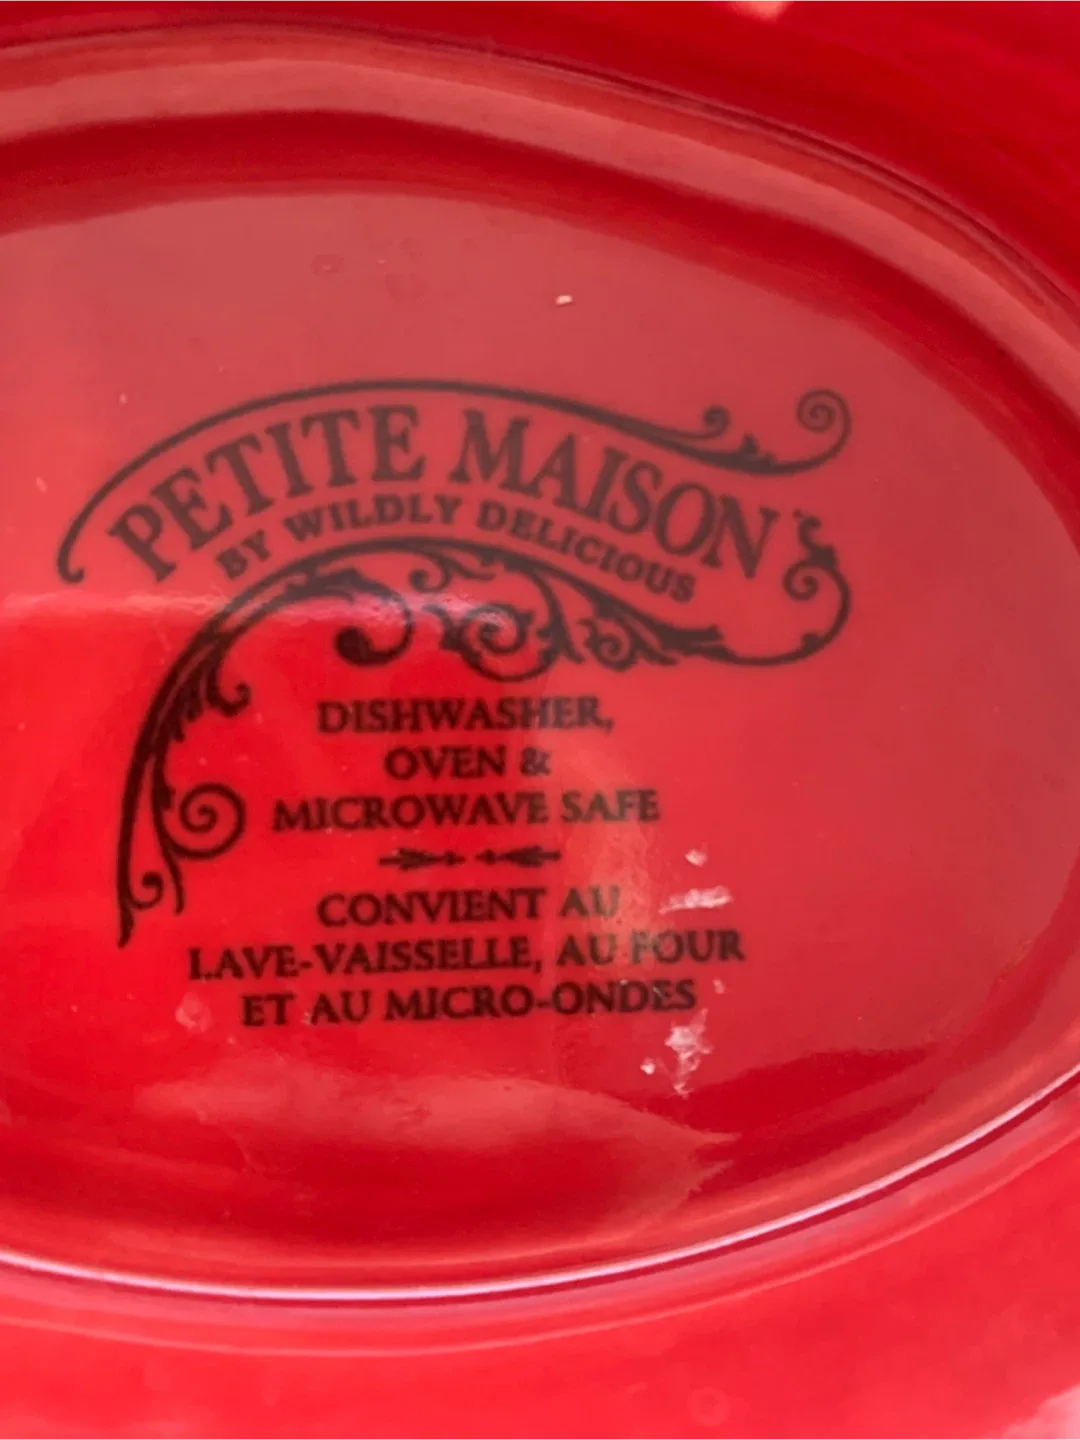 PETITE MAISON
BY WILDLY DELICIOUS
DISHWASHER,
OVEN &
MICROWAVE SAFE
CONVIENT AU
LAVE-VAISSELLE, AU FOUR
ET AU MICRO-ONDES